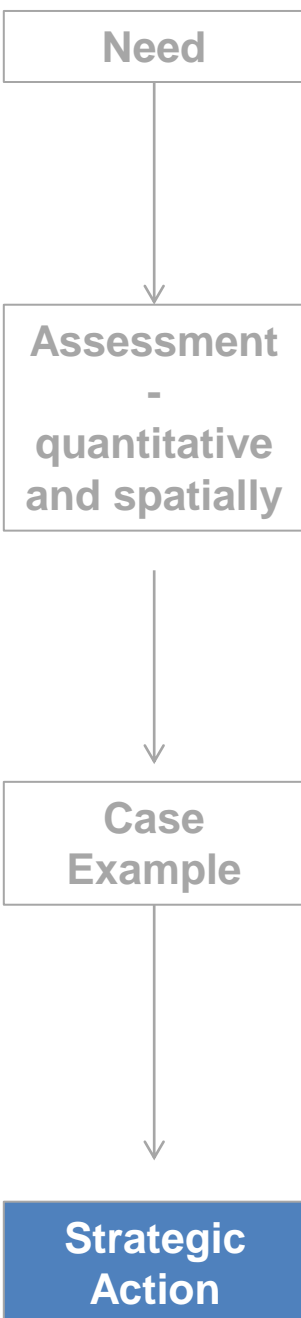 Need
Assessment
-
quantitative
and spatially
Case
Example
Strategic
Action